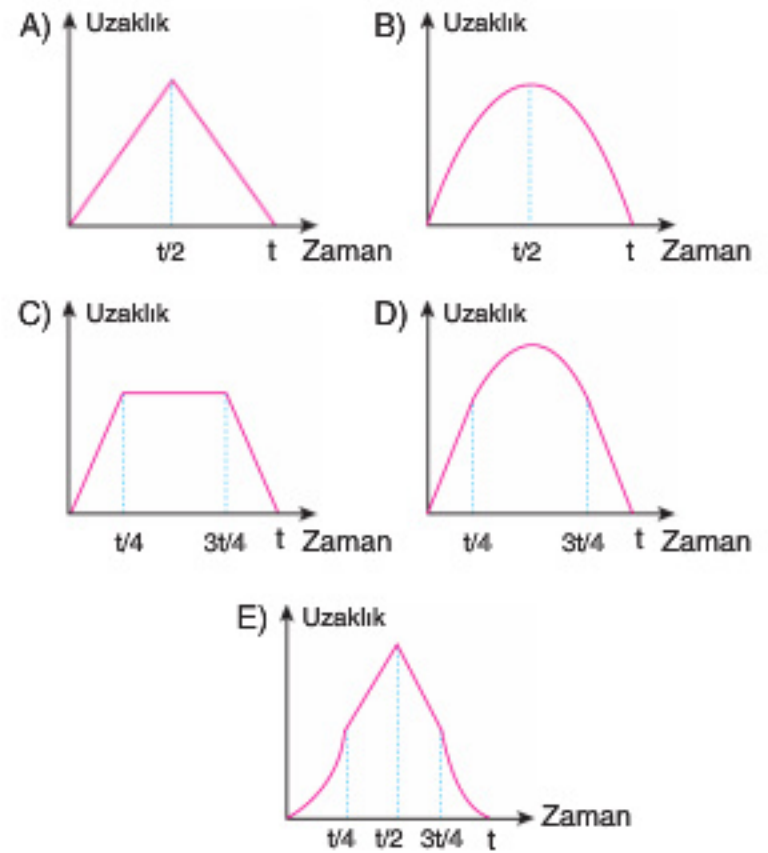 A) Uzaklık
t/2 t Zaman
B) Uzaklık
t/2 t Zaman
C) Uzaklık
t/4 3t/4 t Zaman
D) Uzaklık
t/4 3t/4 t Zaman
E) Uzaklık
t/4 t/2 3t/4 t Zaman